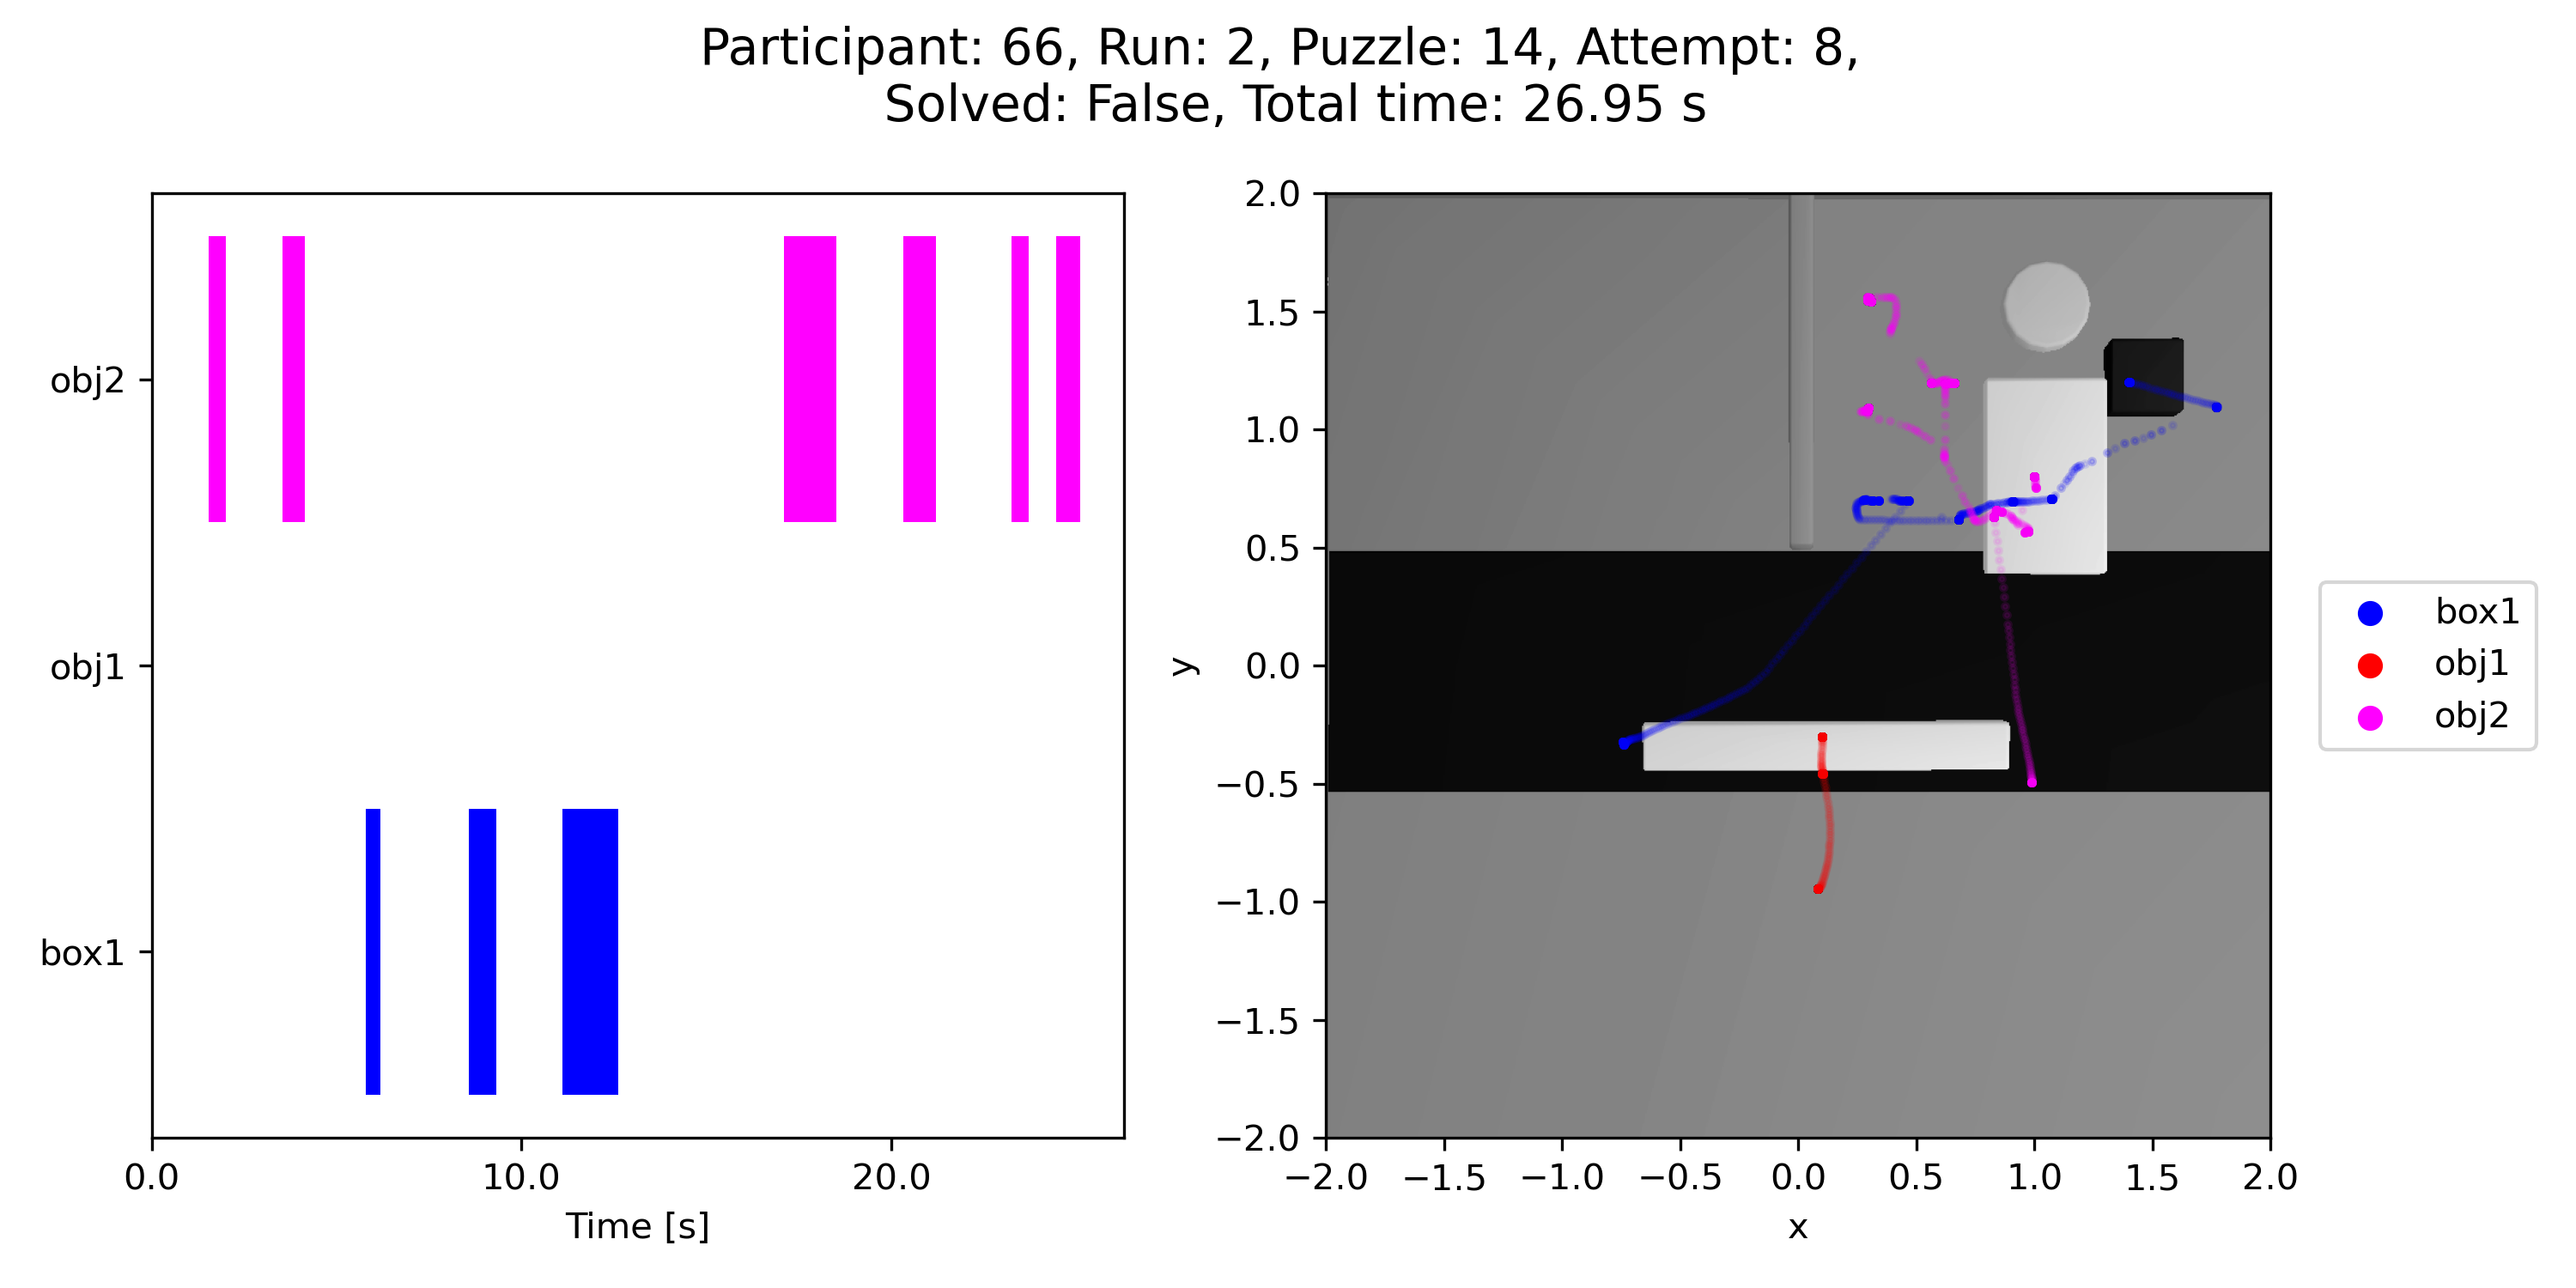 Participant: 66, Run: 2, Puzzle: 14, Attempt: 8,
Solved: False, Total time: 26.95 s
obj2
obj1
box1
0.0 10.0 20.0
Time [s]
2.0
1.5
1.0
0.5
0.0
−0.5
−1.0
−1.5
−2.0
y
−2.0 −1.5 −1.0 −0.5 0.0 0.5 1.0 1.5 2.0
x
box1
obj1
obj2